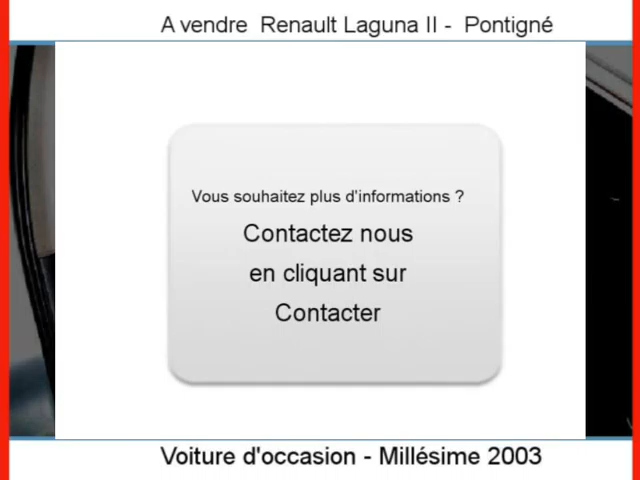 A vendre  Renault Laguna II -  Pontigné
Vous souhaitez plus d'informations ?
Contactez nous
en cliquant sur
Contacter
Voiture d'occasion - Millésime 2003